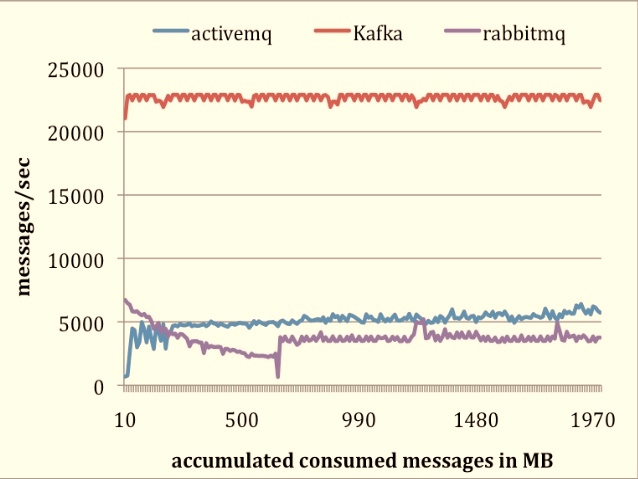 activemq Kafka rabbitmq
25000
20000
15000
10000
5000
0
messages/sec
10 500 990 1480 1970
accumulated consumed messages in MB